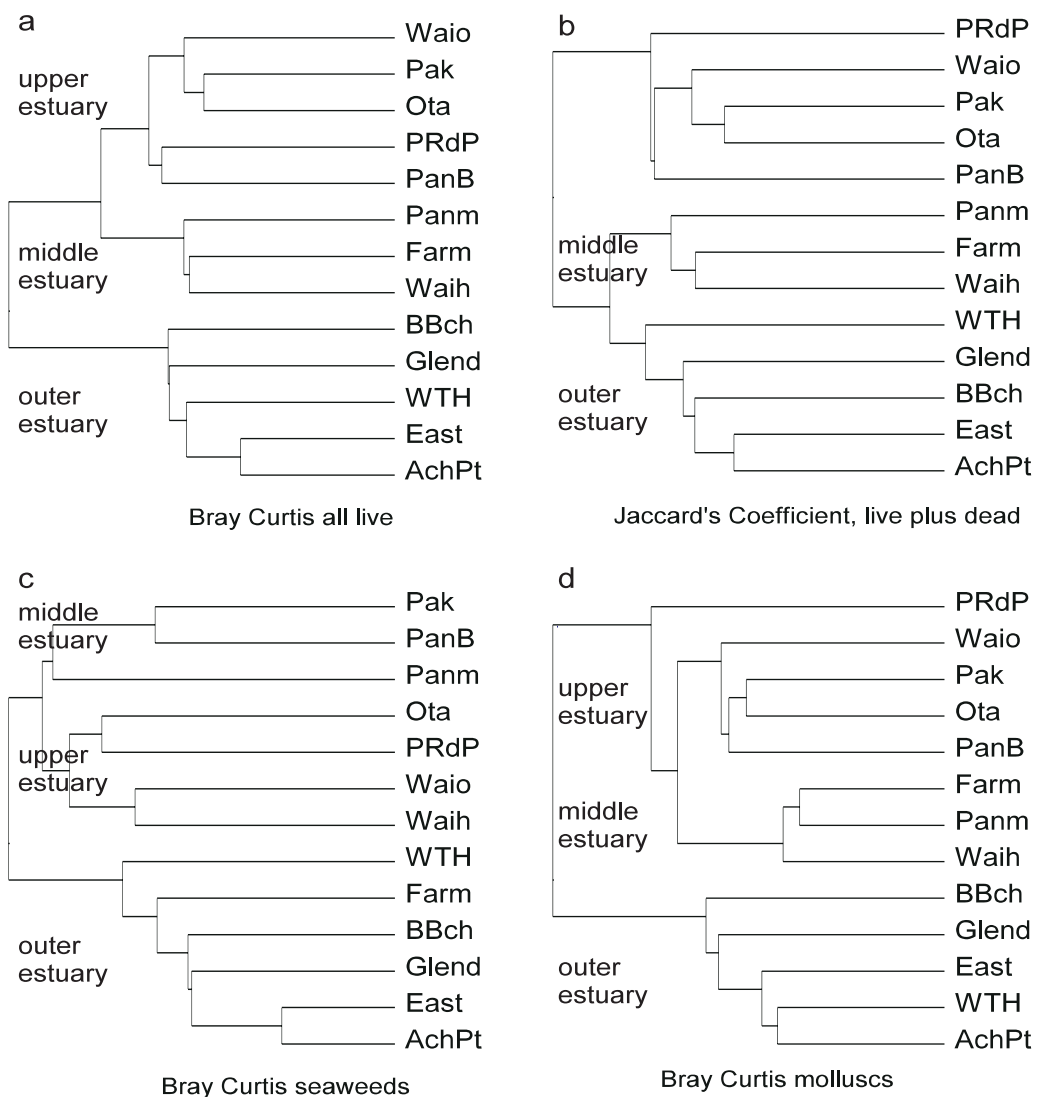 a
Waio
Pak
upper
estuary
Ota
PRdP
PanB
Panm
middle
estuary
Farm
Waih
BBch
Glend
outer
estuary
WTH
East
AchPt
Bray Curtis all live
b
PRdP
Waio
Pak
Ota
PanB
Panm
middle
estuary
Farm
Waih
WTH
Glend
outer
estuary
BBch
East
AchPt
Jaccard's Coefficient, live plus dead
c
middle
estuary
Pak
PanB
Panm
Ota
upper
estuary
PRdP
Waio
Waih
WTH
Farm
BBch
outer
estuary
Glend
East
AchPt
Bray Curtis seaweeds
d
PRdP
Waio
upper
estuary
Pak
Ota
PanB
Farm
middle
estuary
Panm
Waih
BBch
Glend
outer
estuary
East
WTH
AchPt
Bray Curtis molluscs